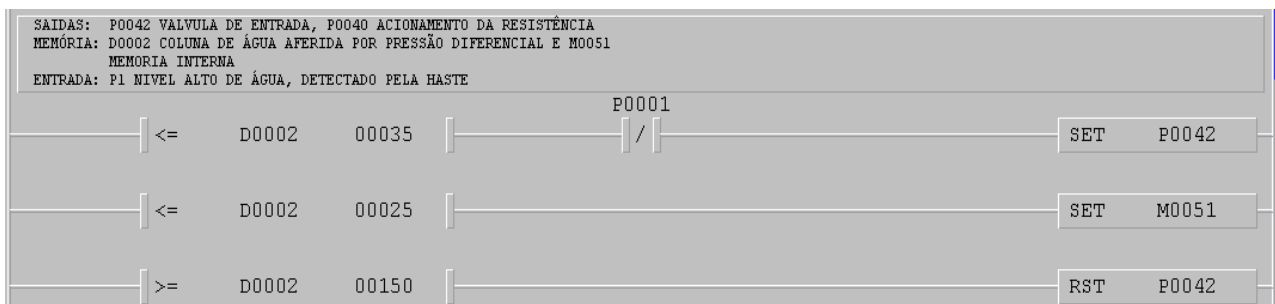 SAIDAS: P0042 VALVULA DE ENTRADA, P0040 ACIONAMENTO DA RESISTÊNCIA
MEMÓRIA: D0002 COLUNA DE ÁGUA AFERIDA POR PRESSÃO DIFERENCIAL E M0051
MEMORIA INTERNA
ENTRADA: P1 NIVEL ALTO DE ÁGUA, DETECTADO PELA HASTE
P0001
<= D0002 00035 / SET P0042
<= D0002 00025 SET M0051
>= D0002 00150 RST P0042